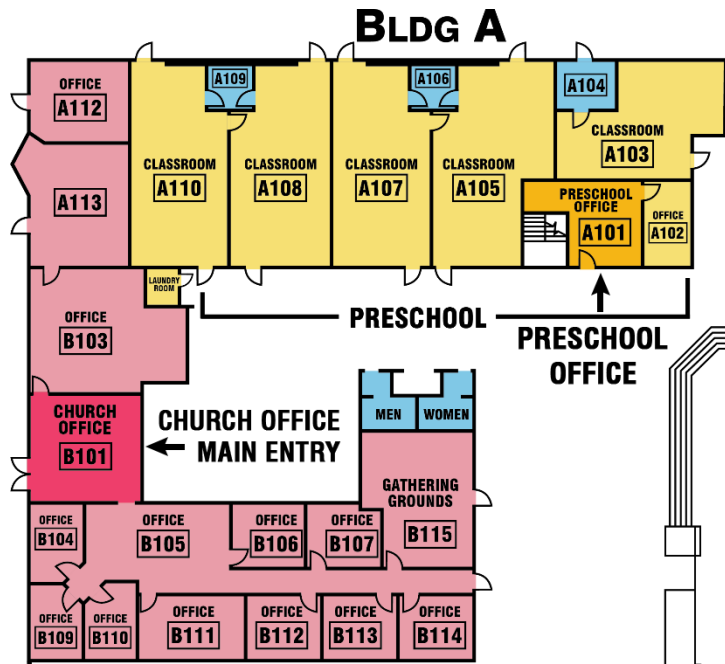 BLDG A
OFFICE
A112
A109
A106
A104
CLASSROOM
A110
CLASSROOM
A108
CLASSROOM
A107
CLASSROOM
A105
CLASSROOM
A103
A113
PRESCHOOL
OFFICE
A101
OFFICE
A102
LAUNDRY
ROOM
PRESCHOOL
PRESCHOOL
OFFICE
OFFICE
B103
CHURCH
OFFICE
B101
CHURCH OFFICE
MAIN ENTRY
MEN
WOMEN
GATHERING
GROUNDS
B115
OFFICE
B104
OFFICE
B105
OFFICE
B106
OFFICE
B107
OFFICE
B109
OFFICE
B110
OFFICE
B111
OFFICE
B112
OFFICE
B113
OFFICE
B114